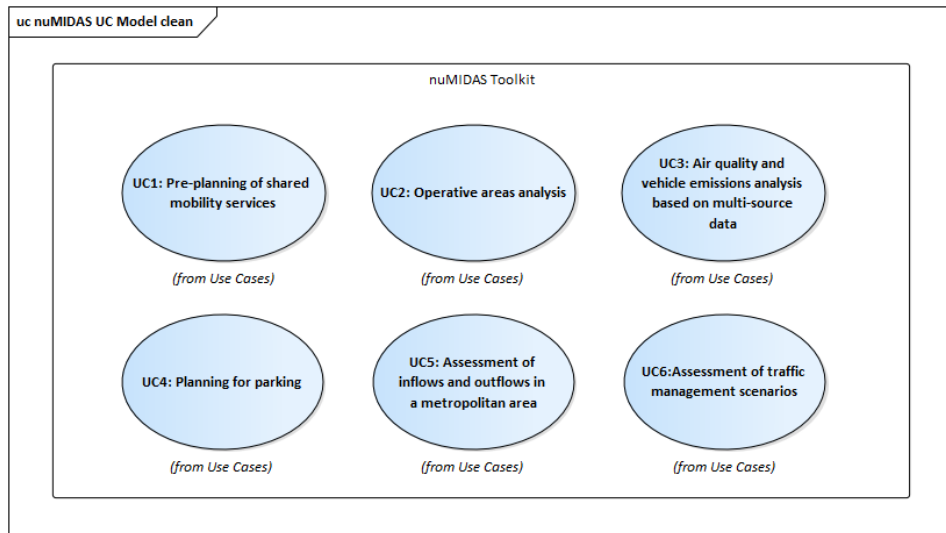 uc nuMIDAS UC Model clean
nuMIDAS Toolkit
UC1: Pre-planning of shared
mobility services
(from Use Cases)
UC2: Operative areas analysis
(from Use Cases)
UC3: Air quality and
vehicle emissions analysis
based on multi-source
data
(from Use Cases)
UC4: Planning for parking
(from Use Cases)
UC5: Assessment of
inflows and outflows in
a metropolitan area
(from Use Cases)
UC6:Assessment of traffic
management scenarios
(from Use Cases)